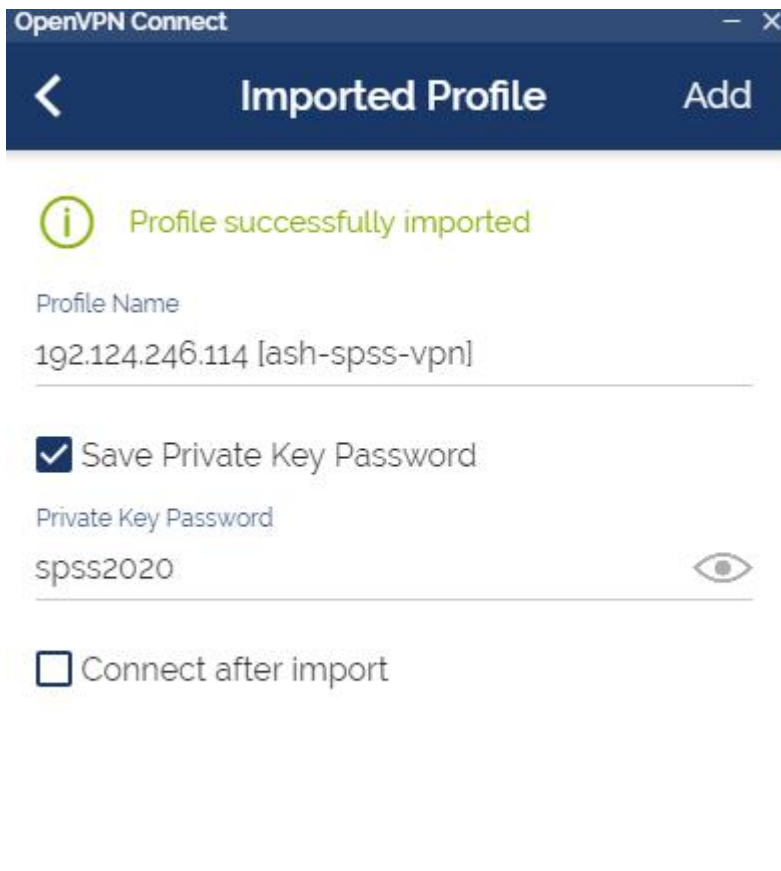 OpenVPN Connect
Imported Profile Add
Profile successfully imported
Profile Name
192.124.246.114 [ash-spss-vpn]
Save Private Key Password
Private Key Password
spss2020
Connect after import